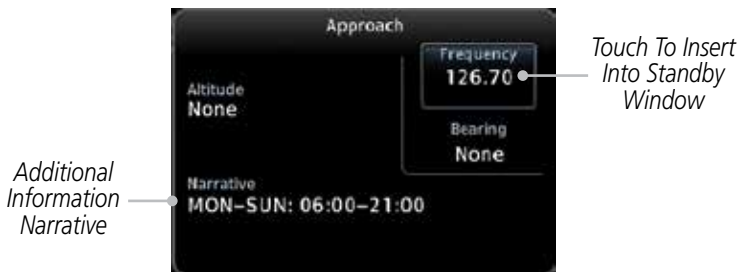 Approach
Frequency
126.70
Touch To Insert
Into Standby
Window
Altitude
None
Bearing
None
Additional
Information
Narrative
Narrative
MON–SUN: 06:00–21:00